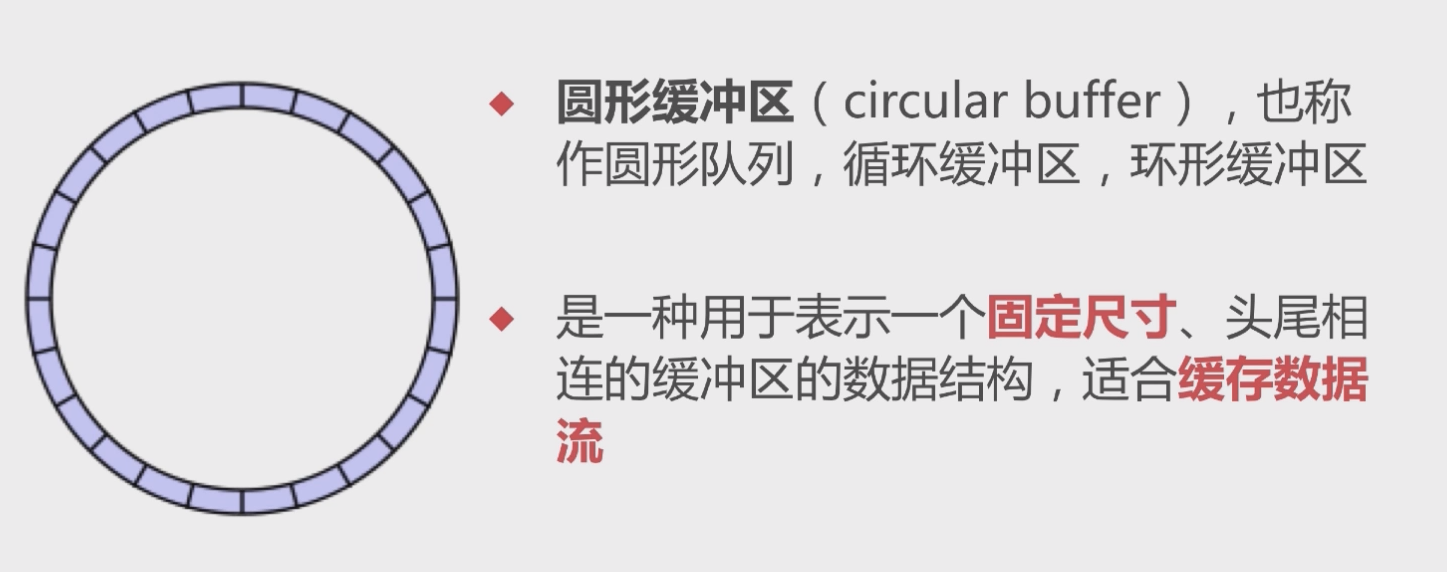 圆形缓冲区（circular buffer），也称
作圆形队列，循环缓冲区，环形缓冲区
是一种用于表示一个固定尺寸、头尾相
连的缓冲区的数据结构，适合缓存数据
流